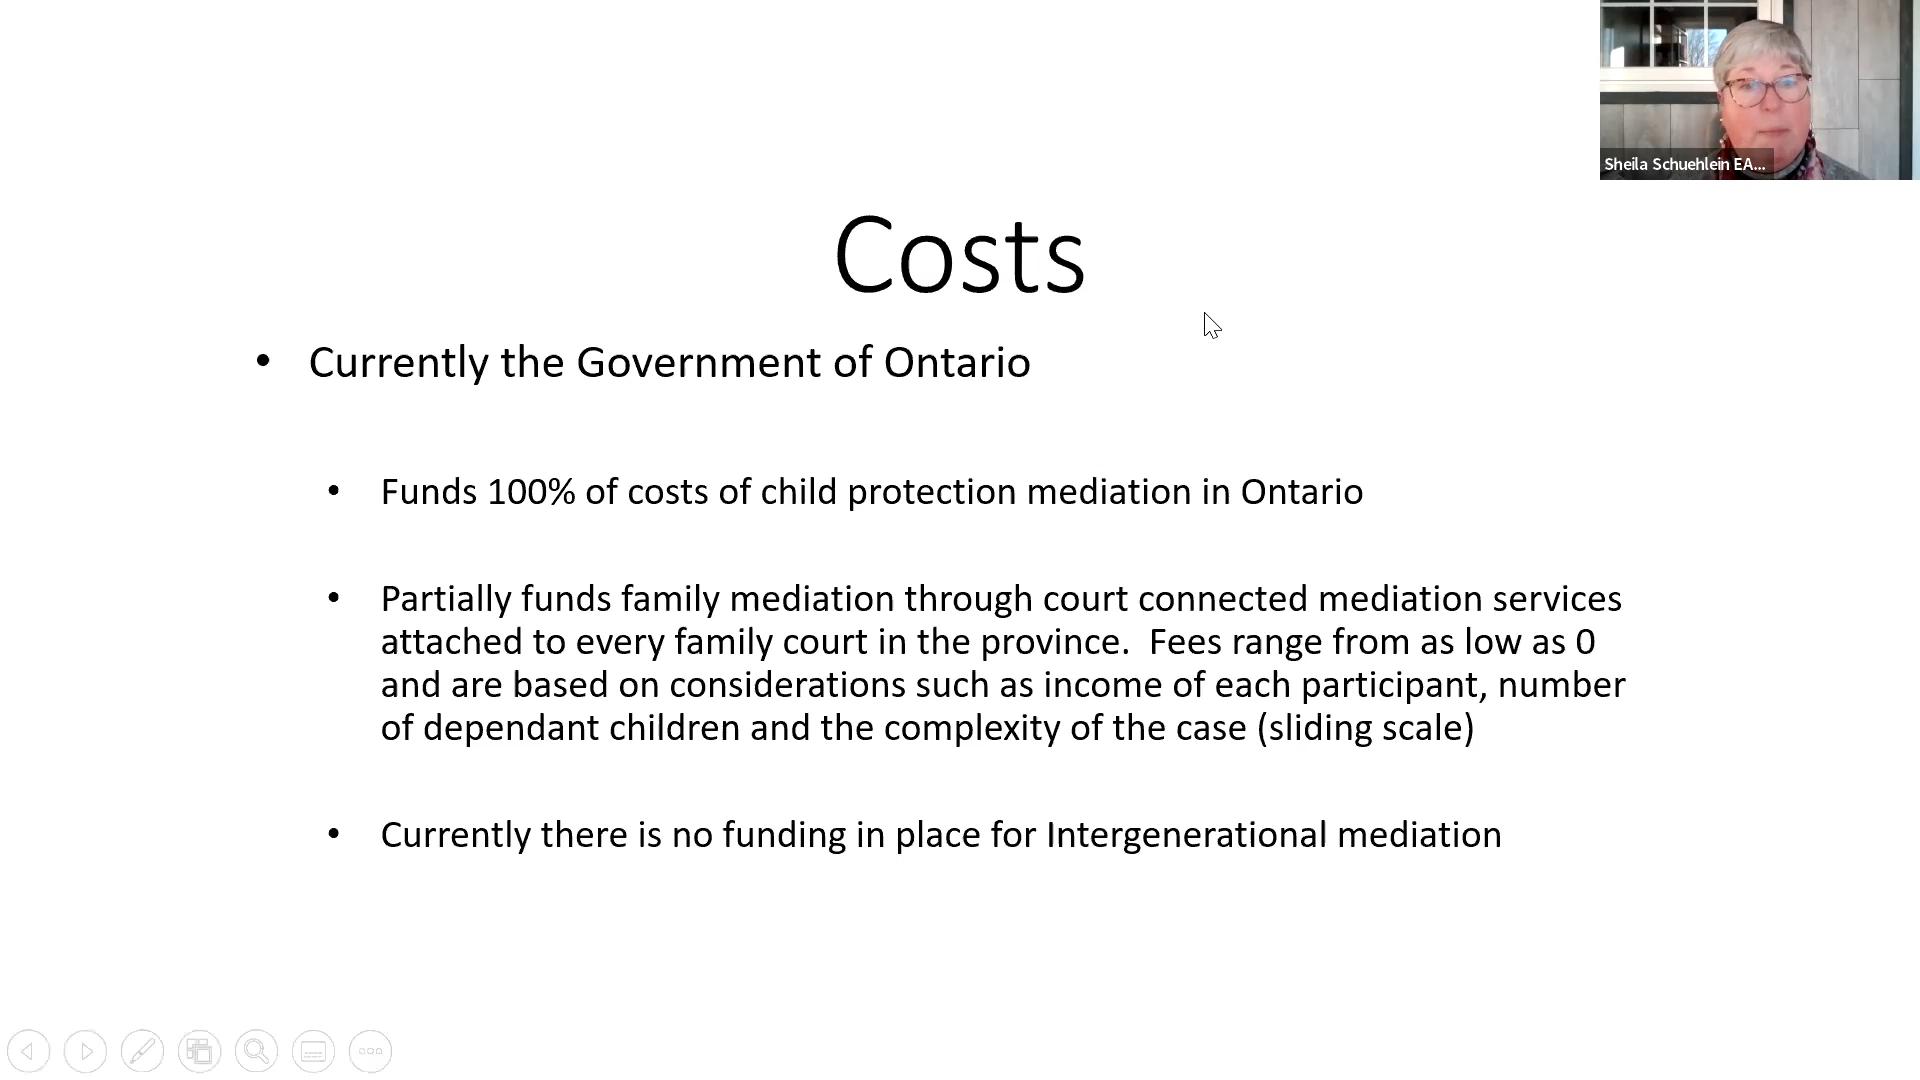 Sheila Schuehlein EA...
Costs
• Currently the Government of Ontario
• Funds 100% of costs of child protection mediation in Ontario
• Partially funds family mediation through court connected mediation services
attached to every family court in the province.  Fees range from as low as 0
and are based on considerations such as income of each participant, number
of dependant children and the complexity of the case (sliding scale)
• Currently there is no funding in place for Intergenerational mediation